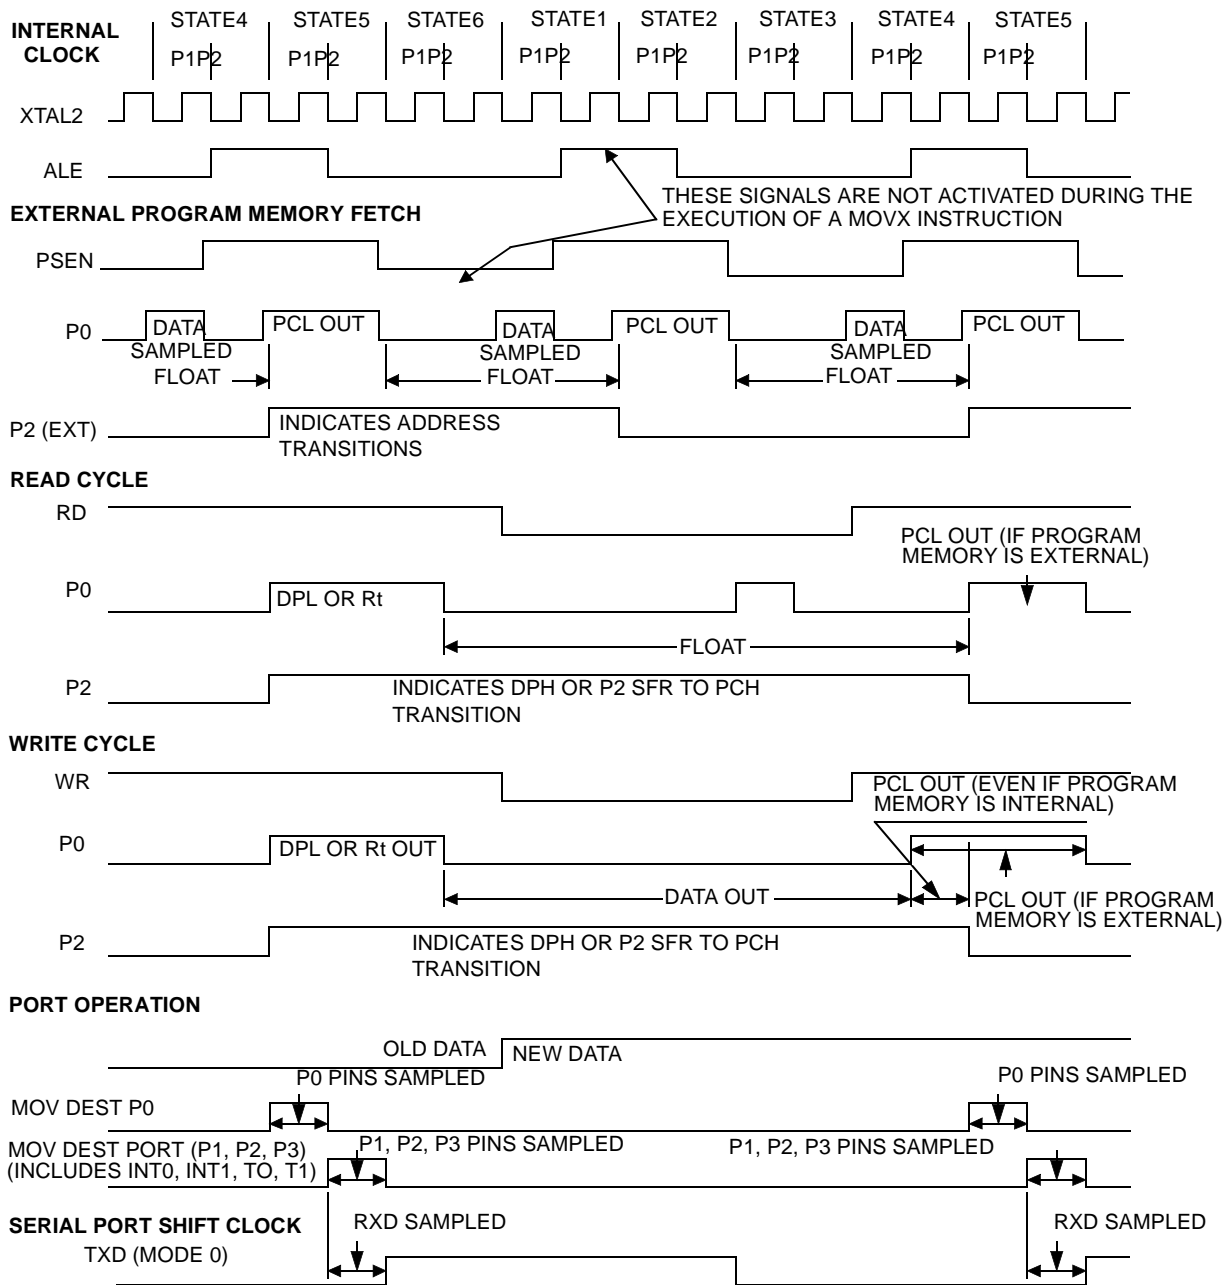 INTERNAL
CLOCK
STATE4 STATE5 STATE6 STATE1 STATE2 STATE3 STATE4 STATE5
P1P2 P1P2 P1P2 P1P2 P1P2 P1P2 P1P2 P1P2
XTAL2
ALE
THESE SIGNALS ARE NOT ACTIVATED DURING THE
EXECUTION OF A MOVX INSTRUCTION
EXTERNAL PROGRAM MEMORY FETCH
PSEN
P0 DATA PCL OUT DATA PCL OUT DATA PCL OUT
SAMPLED SAMPLED SAMPLED
FLOAT FLOAT FLOAT
P2 (EXT) INDICATES ADDRESS
TRANSITIONS
READ CYCLE
RD
PCL OUT (IF PROGRAM
MEMORY IS EXTERNAL)
P0 DPL OR Rt
FLOAT
P2 INDICATES DPH OR P2 SFR TO PCH
TRANSITION
WRITE CYCLE
WR
PCL OUT (EVEN IF PROGRAM
MEMORY IS INTERNAL)
P0 DPL OR Rt OUT
DATA OUT
PCL OUT (IF PROGRAM
MEMORY IS EXTERNAL)
P2 INDICATES DPH OR P2 SFR TO PCH
TRANSITION
PORT OPERATION
OLD DATA NEW DATA
P0 PINS SAMPLED P0 PINS SAMPLED
MOV DEST P0
MOV DEST PORT (P1, P2, P3) P1, P2, P3 PINS SAMPLED P1, P2, P3 PINS SAMPLED
(INCLUDES INT0, INT1, TO, T1)
SERIAL PORT SHIFT CLOCK RXD SAMPLED RXD SAMPLED
TXD (MODE 0)